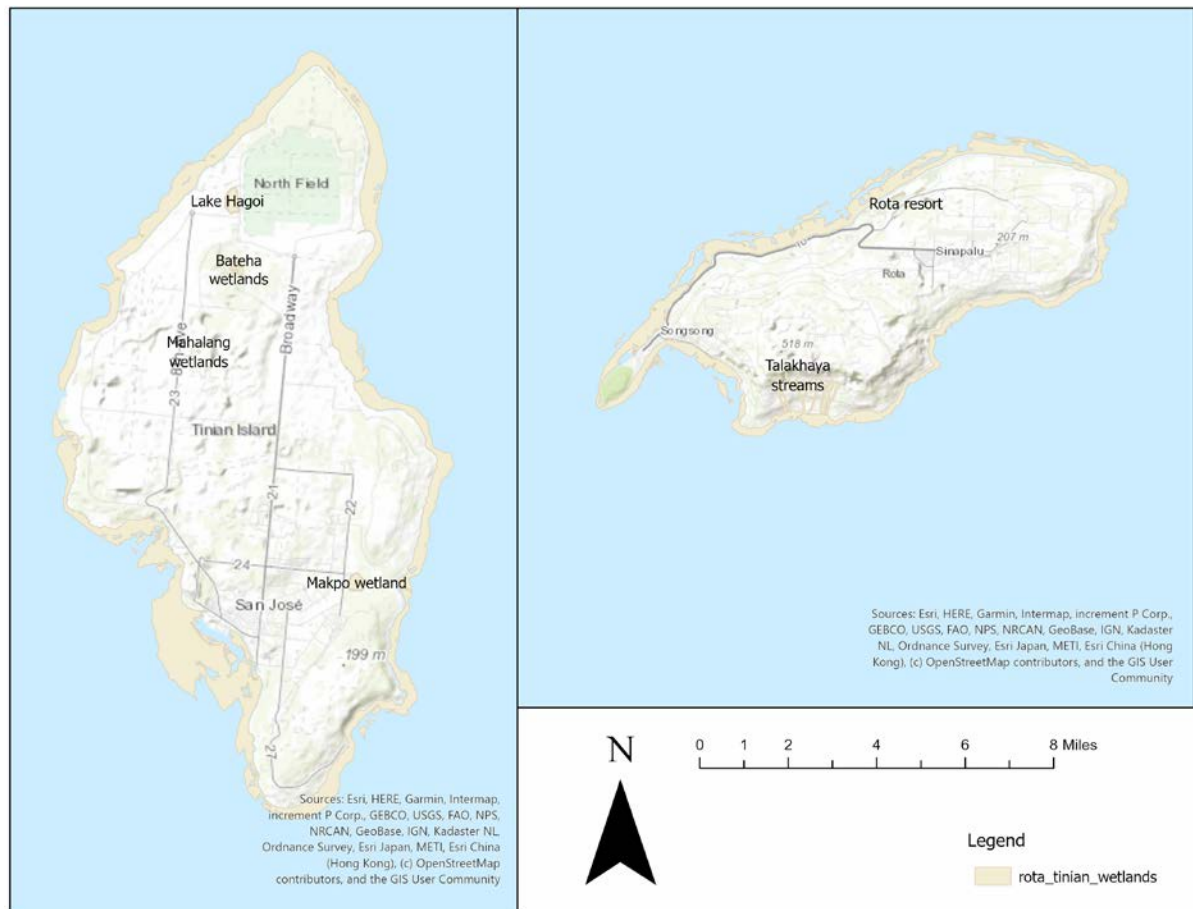 North Field
Lake Hagoi
Bateha
wetlands
Broadway
Mahalang
wetlands
23
8th Ave
Tinian Island
21
22
24
Makpo wetland
San José
199 m
27
Sources: Esri, HERE, Garmin, Intermap,
increment P Corp., GEBCO, USGS, FAO, NPS,
NRCAN, GeoBase, IGN, Kadaster NL,
Ordnance Survey, Esri Japan, METI, Esri China
(Hong Kong), (c) OpenStreetMap
contributors, and the GIS User Community
Rota resort
207 m
Sinapalu
Rota
Songsong
518 m
Talakhaya
streams
Sources: Esri, HERE, Garmin, Intermap, increment P Corp.,
GEBCO, USGS, FAO, NPS, NRCAN, GeoBase, IGN, Kadaster
NL, Ordnance Survey, Esri Japan, METI, Esri China (Hong
Kong), (c) OpenStreetMap contributors, and the GIS User
Community
N
0 1 2 4 6 8 Miles
Legend
rota_tinian_wetlands